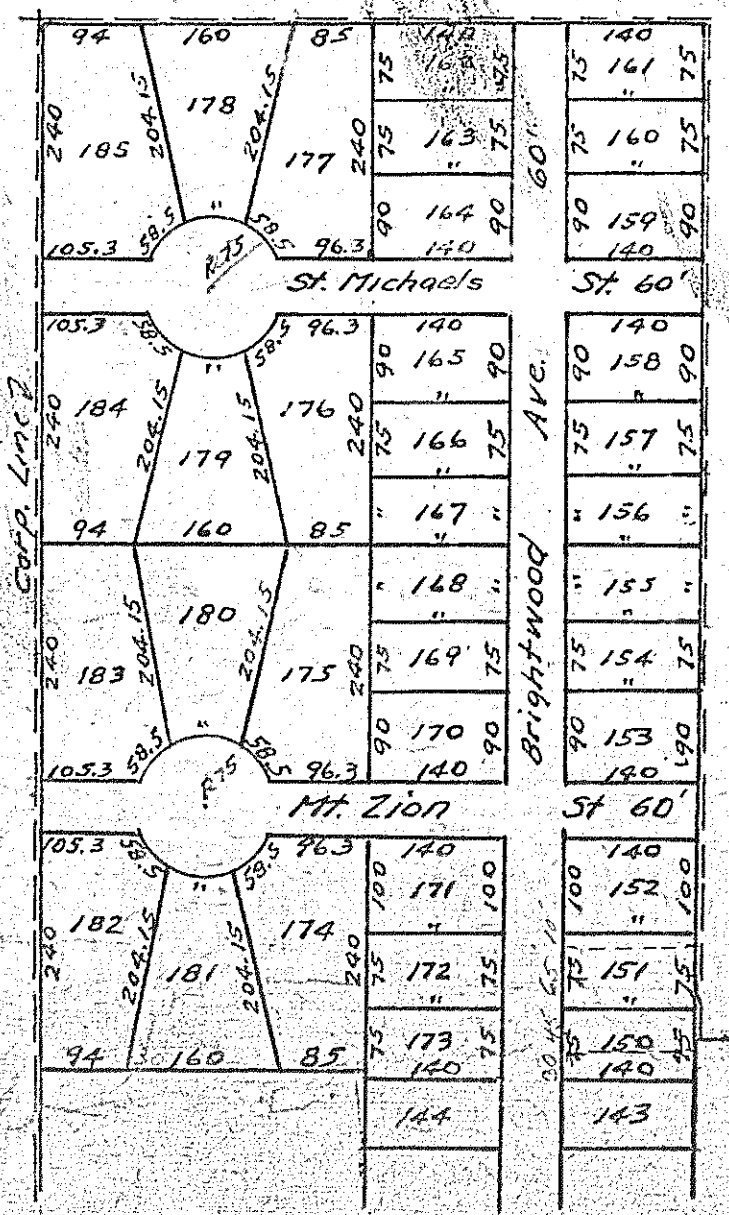 94 160 85 140 140
240 185 204.15 178 204.15 177 240 75 75 75 161 75
75 163 75 60' 75 160 75
" "
58.5 " 58.5 90 164 90 90 159 90
105.3 R.75 96.3 140 140
St. Michaels St. 60'
105.3 58.5 " 58.5 96.3 140 140
90 165 90 90 158 90
" "
Corp. Line
240 184 204.15 179 204.15 176 240 75 166 75 75 157 75
" "
94 160 85 " 167 " " 156 "
" "
Brightwood Ave.
180 " 168 " " 155 "
" "
240 183 204.15 204.15 175 240 75 169 75 75 154 75
" "
58.5 " 58.5 90 170 90 90 153 90
105.3 R75 96.3 140 140
Mt. Zion St 60'
105.3 58.5 " 58.5 96.3 140 140
100 171 100 100 152 100
" "
240 182 204.15 181 204.15 174 240 75 172 75 75 151 75
" "
94 160 85 75 173 75 75 150 75
140 140
144 143